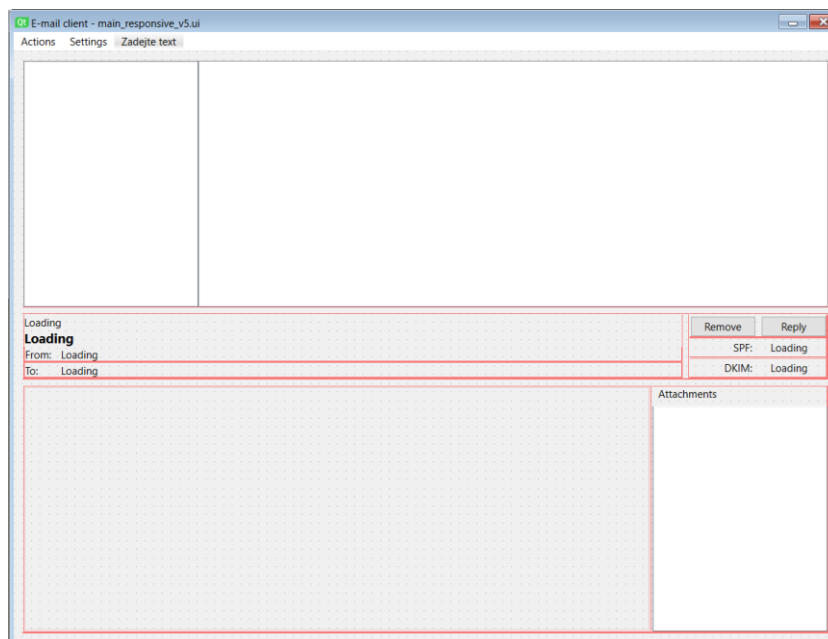 Qt E-mail client - main_responsive_v5.ui
Actions Settings Zadejte text
Loading
Loading
From: Loading
To: Loading
Remove Reply
SPF: Loading
DKIM: Loading
Attachments